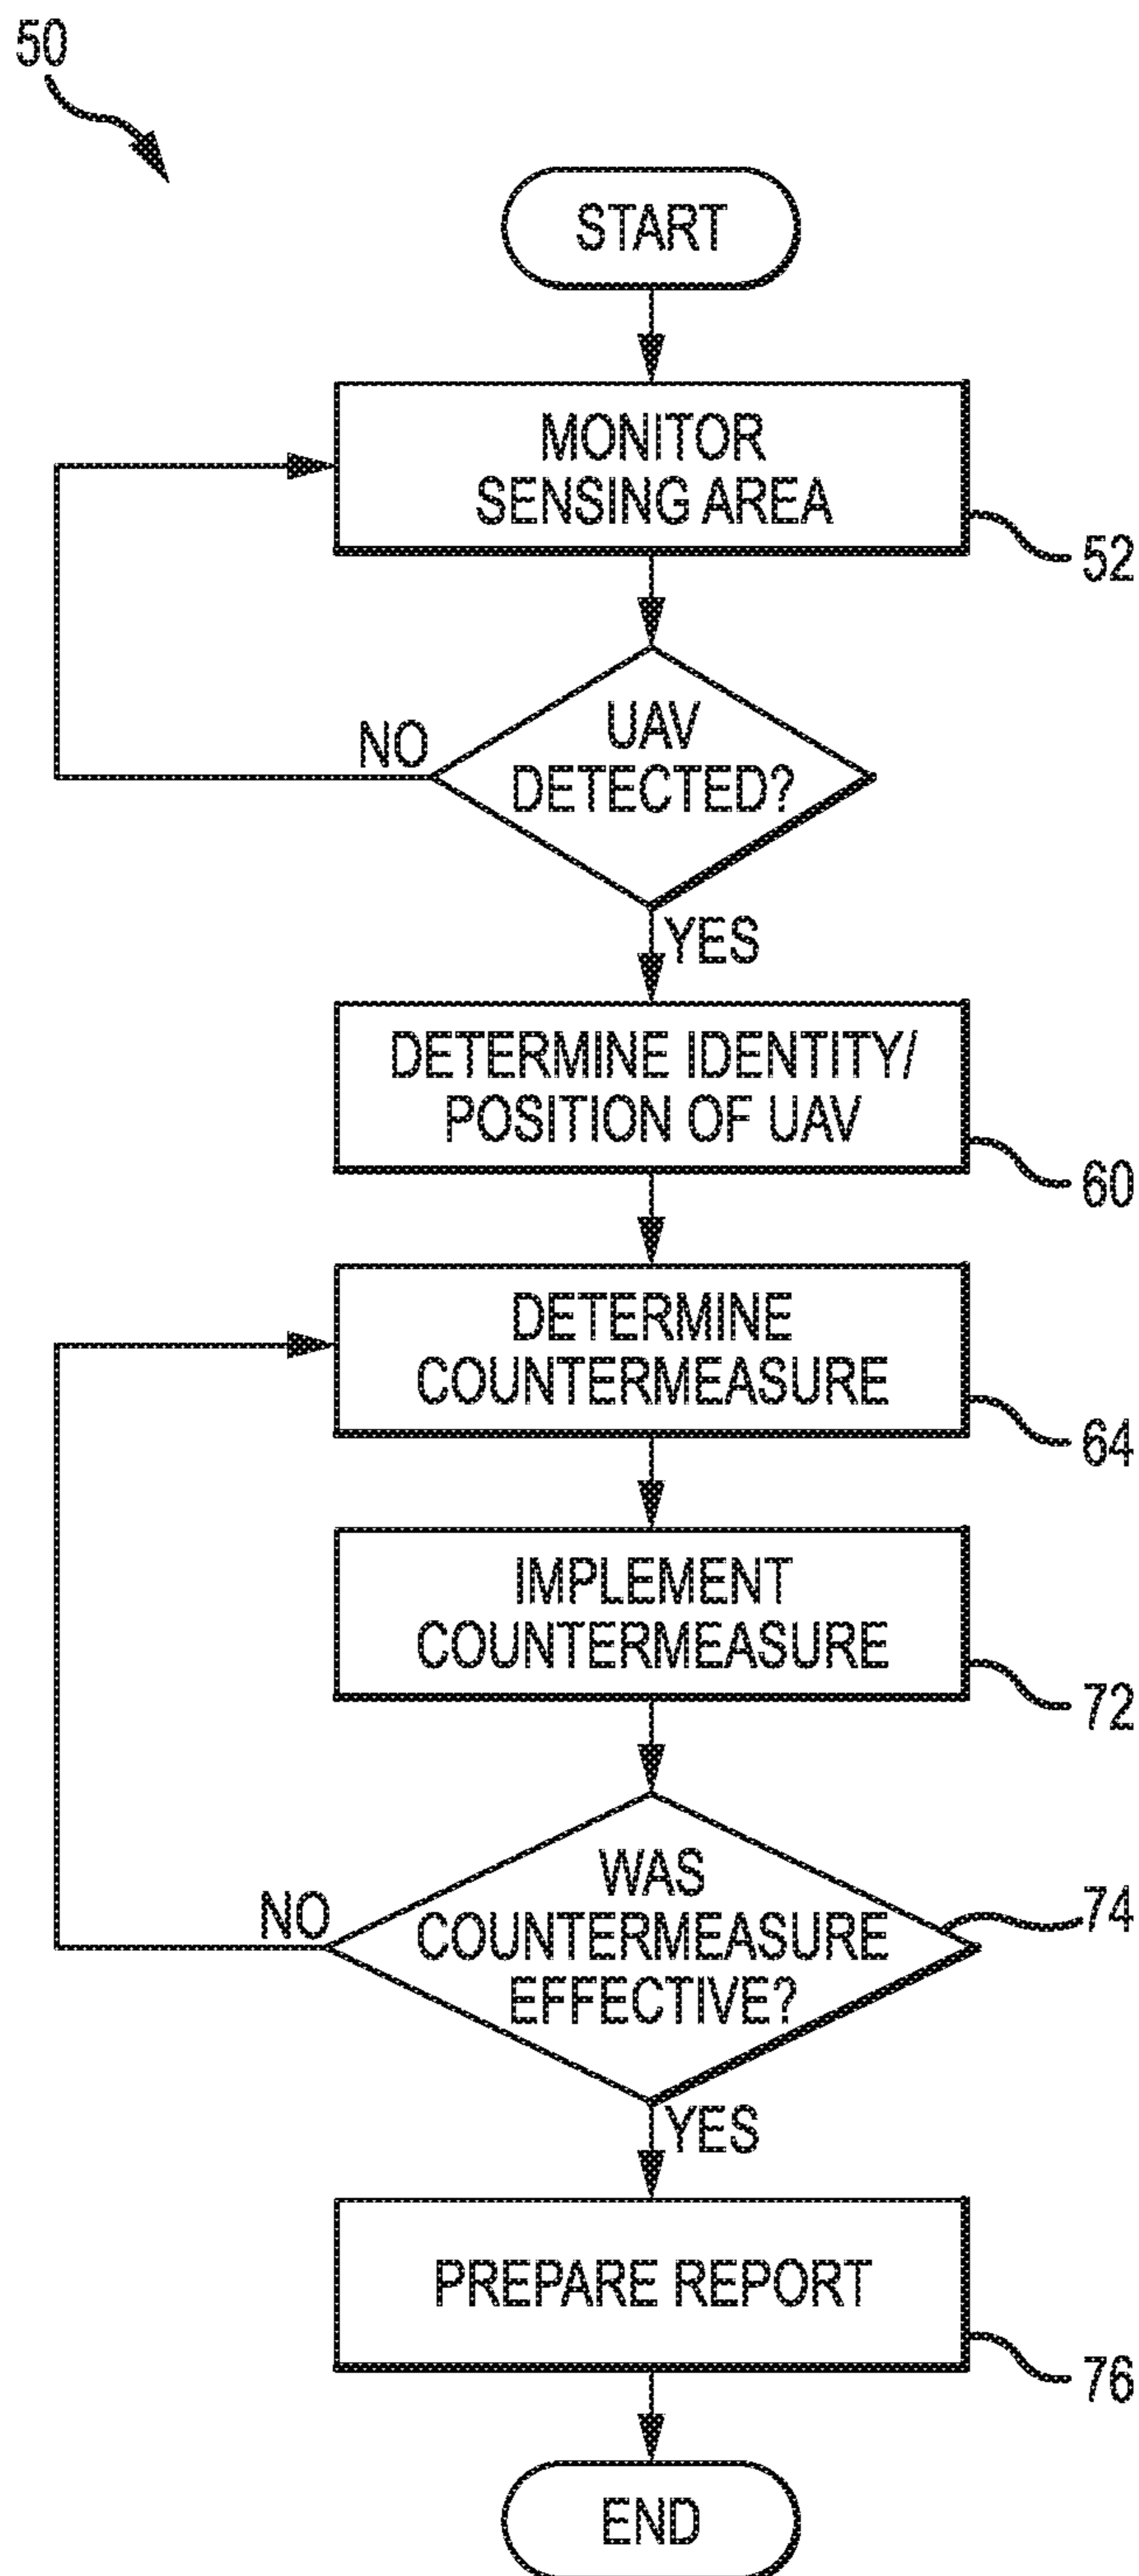 50
START
MONITOR
SENSING AREA
52
UAV
DETECTED?
NO
YES
DETERMINE IDENTITY/
POSITION OF UAV
60
DETERMINE
COUNTERMEASURE
64
IMPLEMENT
COUNTERMEASURE
72
WAS
COUNTERMEASURE
EFFECTIVE?
74
NO
YES
PREPARE REPORT
76
END